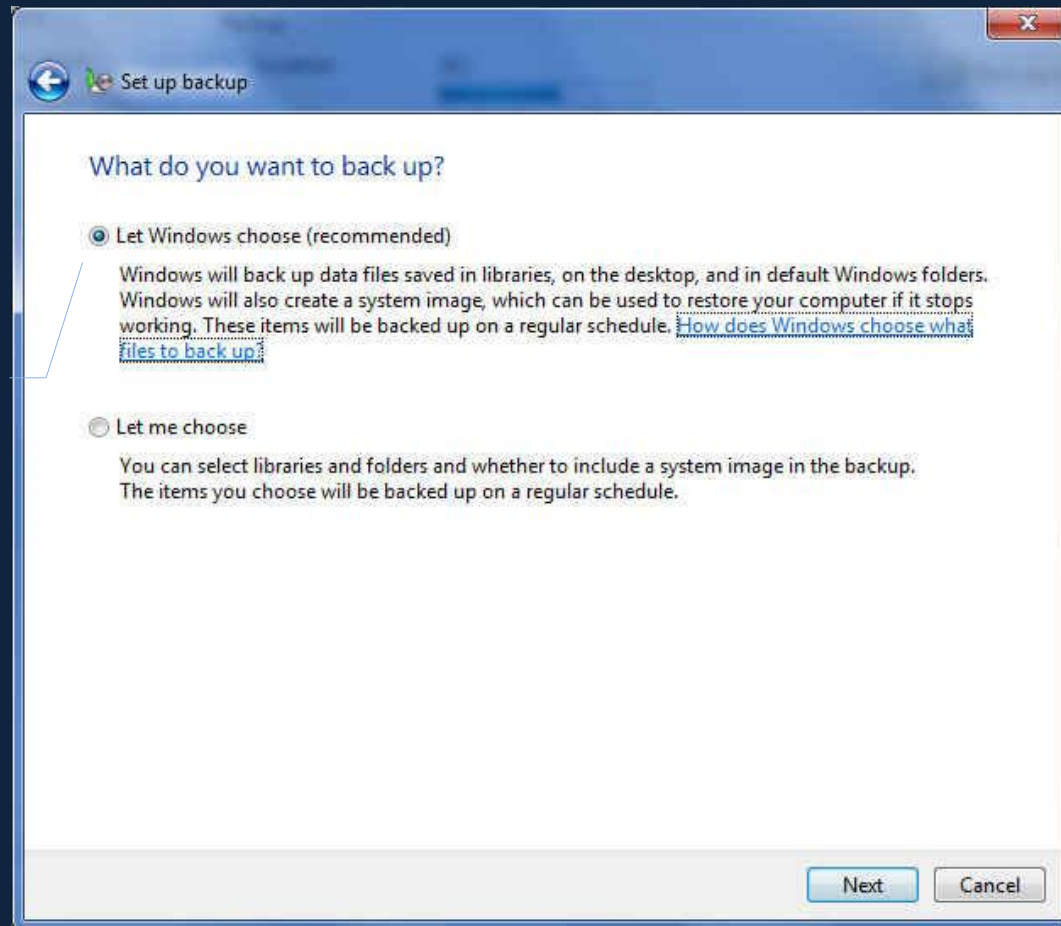 Set up backup
What do you want to back up?
Let Windows choose (recommended)
Windows will back up data files saved in libraries, on the desktop, and in default Windows folders.
Windows will also create a system image, which can be used to restore your computer if it stops
working. These items will be backed up on a regular schedule. How does Windows choose what
files to back up?
Let me choose
You can select libraries and folders and whether to include a system image in the backup.
The items you choose will be backed up on a regular schedule.
Next Cancel